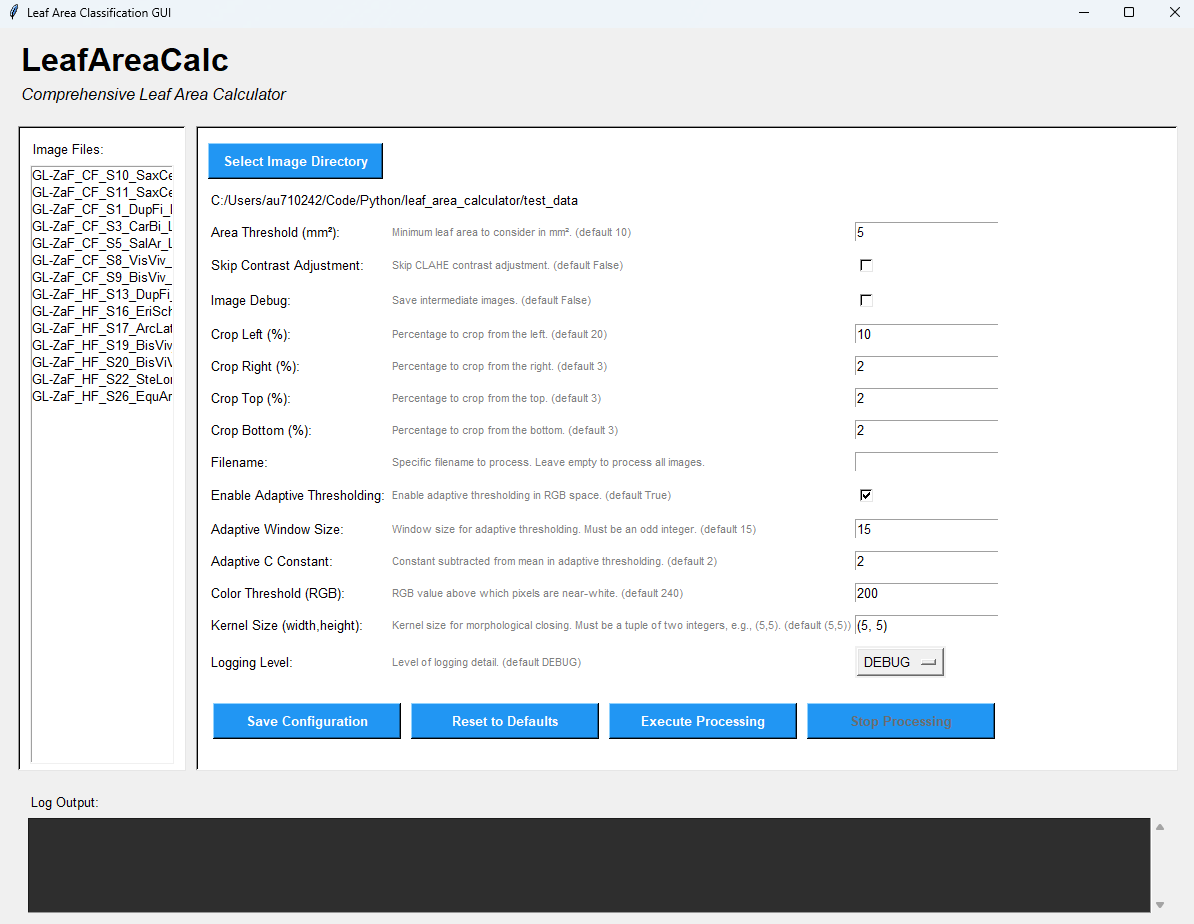 Leaf Area Classification GUI
LeafAreaCalc
Comprehensive Leaf Area Calculator
Image Files:
GL-ZaF_CF_S10_SaxCe
GL-ZaF_CF_S11_SaxCe
GL-ZaF_CF_S1_DupFi_
GL-ZaF_CF_S3_CarBi_L
GL-ZaF_CF_S5_SalAr_L
GL-ZaF_CF_S8_VisViv_
GL-ZaF_CF_S9_BisViv_
GL-ZaF_HF_S13_DupFi_
GL-ZaF_HF_S16_EriSch
GL-ZaF_HF_S17_ArcLat
GL-ZaF_HF_S19_BisViv
GL-ZaF_HF_S20_BisViV
GL-ZaF_HF_S22_SteLor
GL-ZaF_HF_S26_EquAr
Select Image Directory
C:/Users/au710242/Code/Python/leaf_area_calculator/test_data
Area Threshold (mm²): Minimum leaf area to consider in mm². (default 10) 5
Skip Contrast Adjustment: Skip CLAHE contrast adjustment. (default False)
Image Debug: Save intermediate images. (default False)
Crop Left (%): Percentage to crop from the left. (default 20) 10
Crop Right (%): Percentage to crop from the right. (default 3) 2
Crop Top (%): Percentage to crop from the top. (default 3) 2
Crop Bottom (%): Percentage to crop from the bottom. (default 3) 2
Filename: Specific filename to process. Leave empty to process all images.
Enable Adaptive Thresholding: Enable adaptive thresholding in RGB space. (default True)
Adaptive Window Size: Window size for adaptive thresholding. Must be an odd integer. (default 15) 15
Adaptive C Constant: Constant subtracted from mean in adaptive thresholding. (default 2) 2
Color Threshold (RGB): RGB value above which pixels are near-white. (default 240) 200
Kernel Size (width,height): Kernel size for morphological closing. Must be a tuple of two integers, e.g., (5,5). (default (5,5)) (5, 5)
Logging Level: Level of logging detail. (default DEBUG) DEBUG
Save Configuration Reset to Defaults Execute Processing Stop Processing
Log Output: